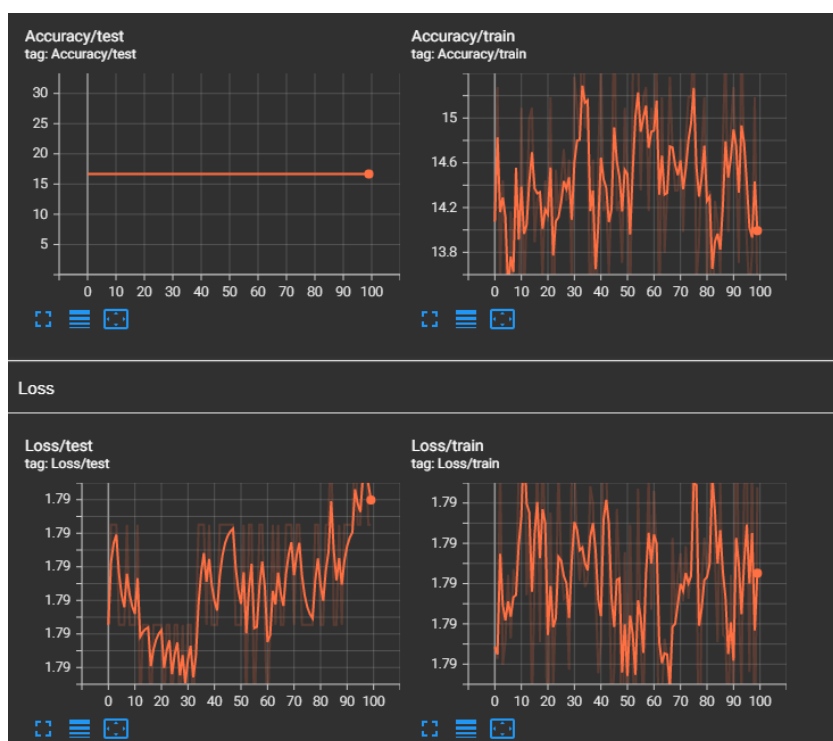 Accuracy/test
tag: Accuracy/test
30
25
20
15
10
5
0 10 20 30 40 50 60 70 80 90 100
Accuracy/train
tag: Accuracy/train
15
14.6
14.2
13.8
0 10 20 30 40 50 60 70 80 90 100
Loss
Loss/test
tag: Loss/test
1.79
1.79
1.79
1.79
1.79
1.79
0 10 20 30 40 50 60 70 80 90 100
Loss/train
tag: Loss/train
1.79
1.79
1.79
1.79
1.79
0 10 20 30 40 50 60 70 80 90 100